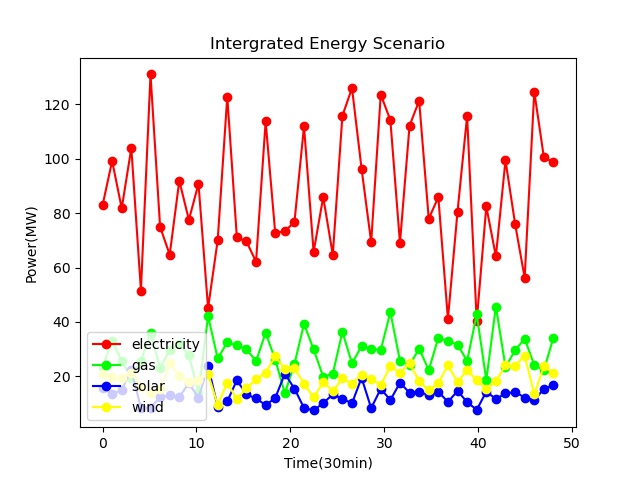 Intergrated Energy Scenario
Power(MW)
120
100
80
60
40
20
electricity
gas
solar
wind
0 10 20 30 40 50
Time(30min)